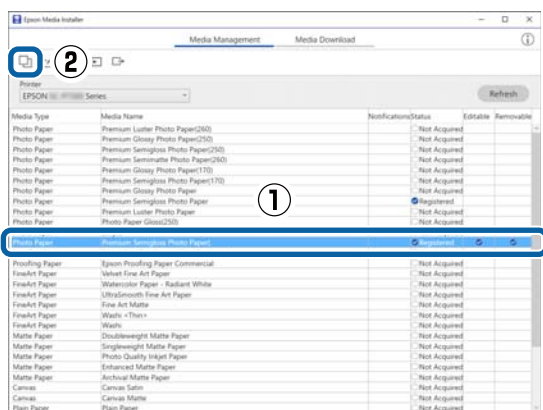 Epson Media Installer
Media Management Media Download
②
Printer
EPSON Series
Refresh
Media Type Media Name Notifications Status Editable Removable
Photo Paper Premium Luster Photo Paper(260) Not Acquired
Photo Paper Premium Glossy Photo Paper(250) Not Acquired
Photo Paper Premium Semigloss Photo Paper(250) Not Acquired
Photo Paper Premium Semimatte Photo Paper(260) Not Acquired
Photo Paper Premium Glossy Photo Paper(170) Not Acquired
Photo Paper Premium Semigloss Photo Paper(170) Not Acquired
Photo Paper Premium Glossy Photo Paper Not Acquired
Photo Paper Premium Semigloss Photo Paper Registered
①
Photo Paper Premium Luster Photo Paper Not Acquired
Photo Paper Photo Paper Gloss(250) Not Acquired
Photo Paper Premium Semigloss Photo Paper] Registered
Proofing Paper Epson Proofing Paper Commercial Not Acquired
FineArt Paper Velvet Fine Art Paper Not Acquired
FineArt Paper Watercolor Paper - Radiant White Not Acquired
FineArt Paper UltraSmooth Fine Art Paper Not Acquired
FineArt Paper Fine Art Matte Not Acquired
FineArt Paper Washi <Thin> Not Acquired
FineArt Paper Washi Not Acquired
Matte Paper Doubleweight Matte Paper Not Acquired
Matte Paper Singleweight Matte Paper Not Acquired
Matte Paper Photo Quality Inkjet Paper Not Acquired
Matte Paper Enhanced Matte Paper Not Acquired
Matte Paper Archival Matte Paper Not Acquired
Canvas Canvas Satin Not Acquired
Canvas Canvas Matte Not Acquired
Plain Paper Plain Paper Not Acquired